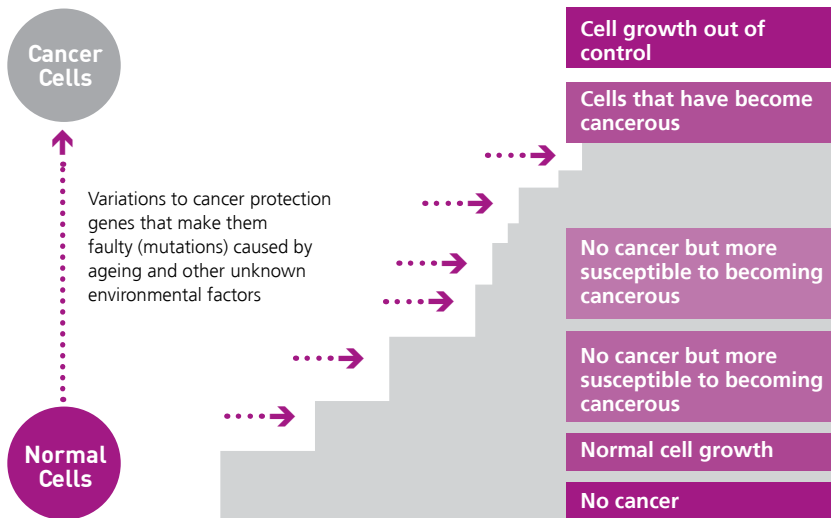 Cancer
Cells
Variations to cancer protection
genes that make them
faulty (mutations) caused by
ageing and other unknown
environmental factors
Normal
Cells
Cell growth out of
control
Cells that have become
cancerous
No cancer but more
susceptible to becoming
cancerous
No cancer but more
susceptible to becoming
cancerous
Normal cell growth
No cancer